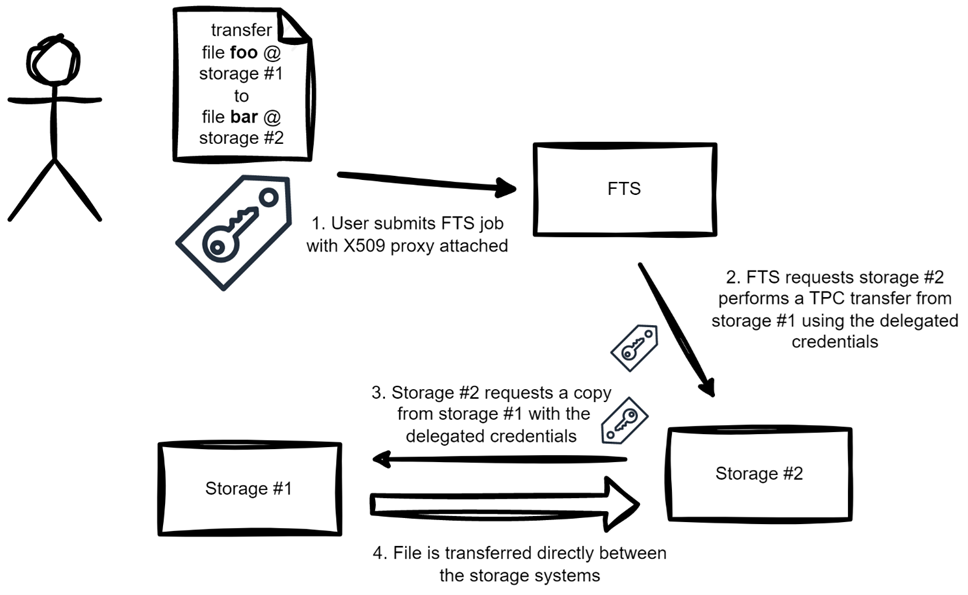 transfer
file foo @
storage #1
to
file bar @
storage #2
1. User submits FTS job
with X509 proxy attached
FTS
2. FTS requests storage #2
performs a TPC transfer from
storage #1 using the delegated
credentials
3. Storage #2 requests a copy
from storage #1 with the
delegated credentials
Storage #1
Storage #2
4. File is transferred directly between
the storage systems